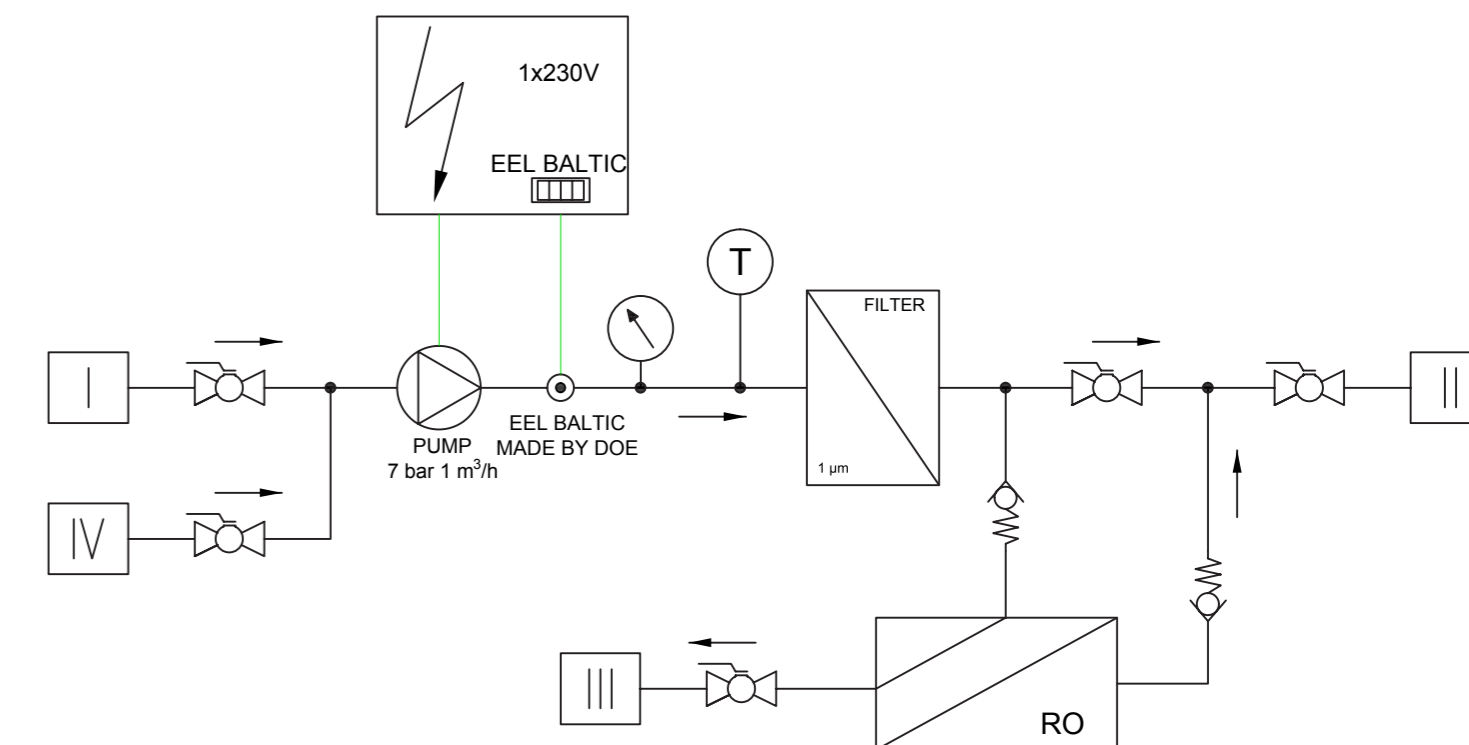 1x230V
EEL BALTIC
T
FILTER
I
II
EEL BALTIC
MADE BY DOE
PUMP
7 bar 1 m³/h
1 µm
IV
III
RO